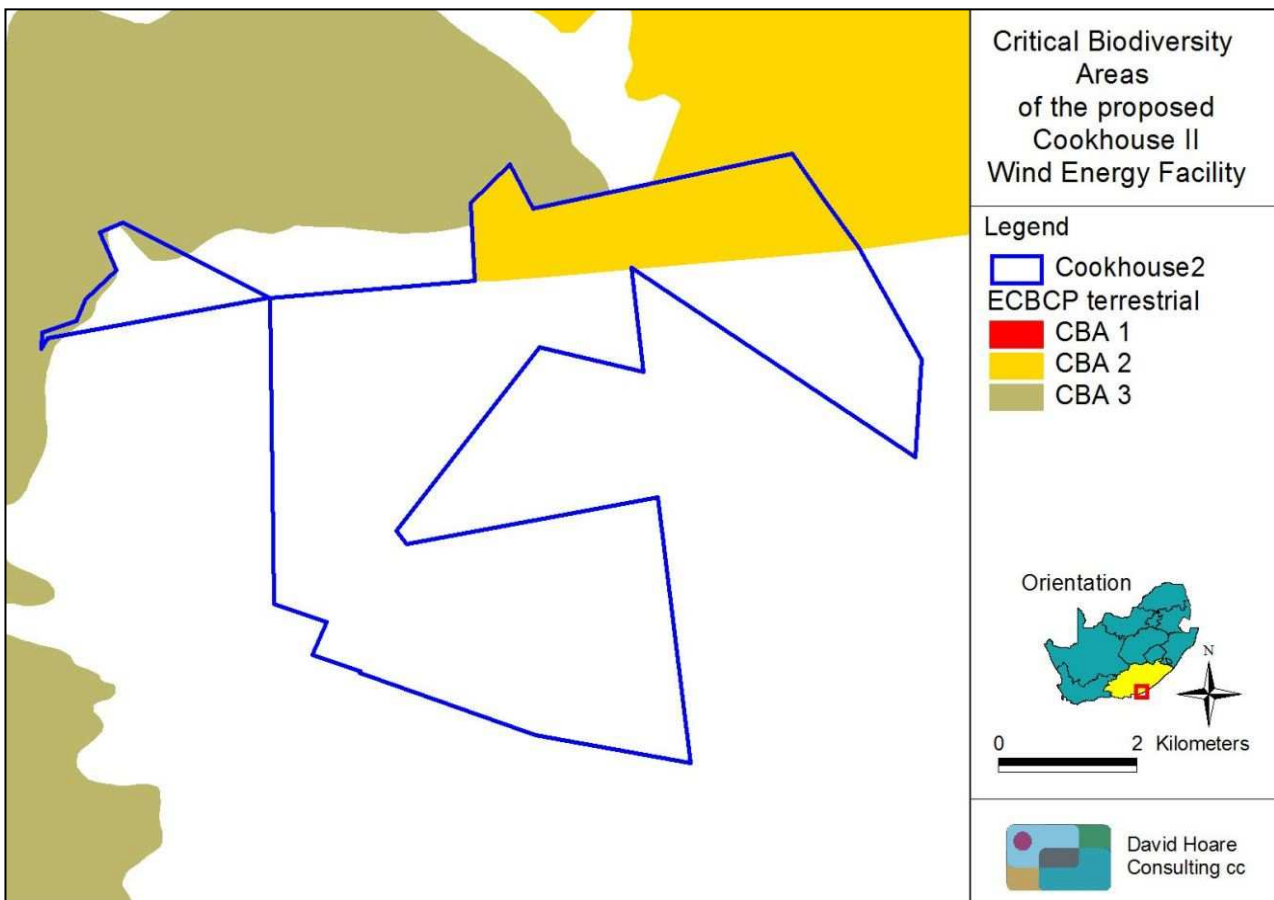 Critical Biodiversity
Areas
of the proposed
Cookhouse II
Wind Energy Facility
Legend
Cookhouse2
ECBCP terrestrial
CBA 1
CBA 2
CBA 3
Orientation
N
0 2 Kilometers
David Hoare
Consulting cc